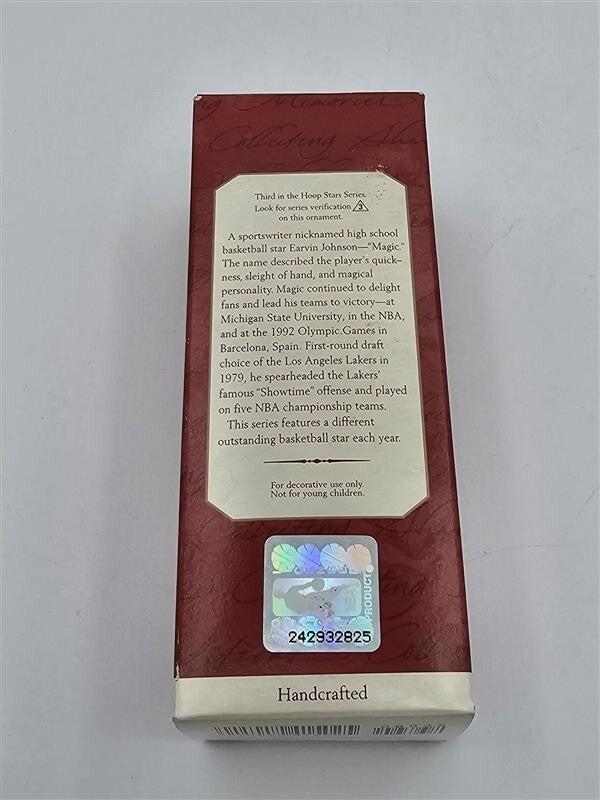 ng Memories
Collecting Sha
Third in the Hoop Stars Series.
Look for series verification 3
on this ornament.
A sportswriter nicknamed high school
basketball star Earvin Johnson—"Magic."
The name described the player's quick–
ness, sleight of hand, and magical
personality. Magic continued to delight
fans and lead his teams to victory—at
Michigan State University, in the NBA,
and at the 1992 Olympic Games in
Barcelona, Spain. First-round draft
choice of the Los Angeles Lakers in
1979, he spearheaded the Lakers'
famous "Showtime" offense and played
on five NBA championship teams.
This series features a different
outstanding basketball star each year.
For decorative use only.
Not for young children.
PRODUCT
242932825
Handcrafted